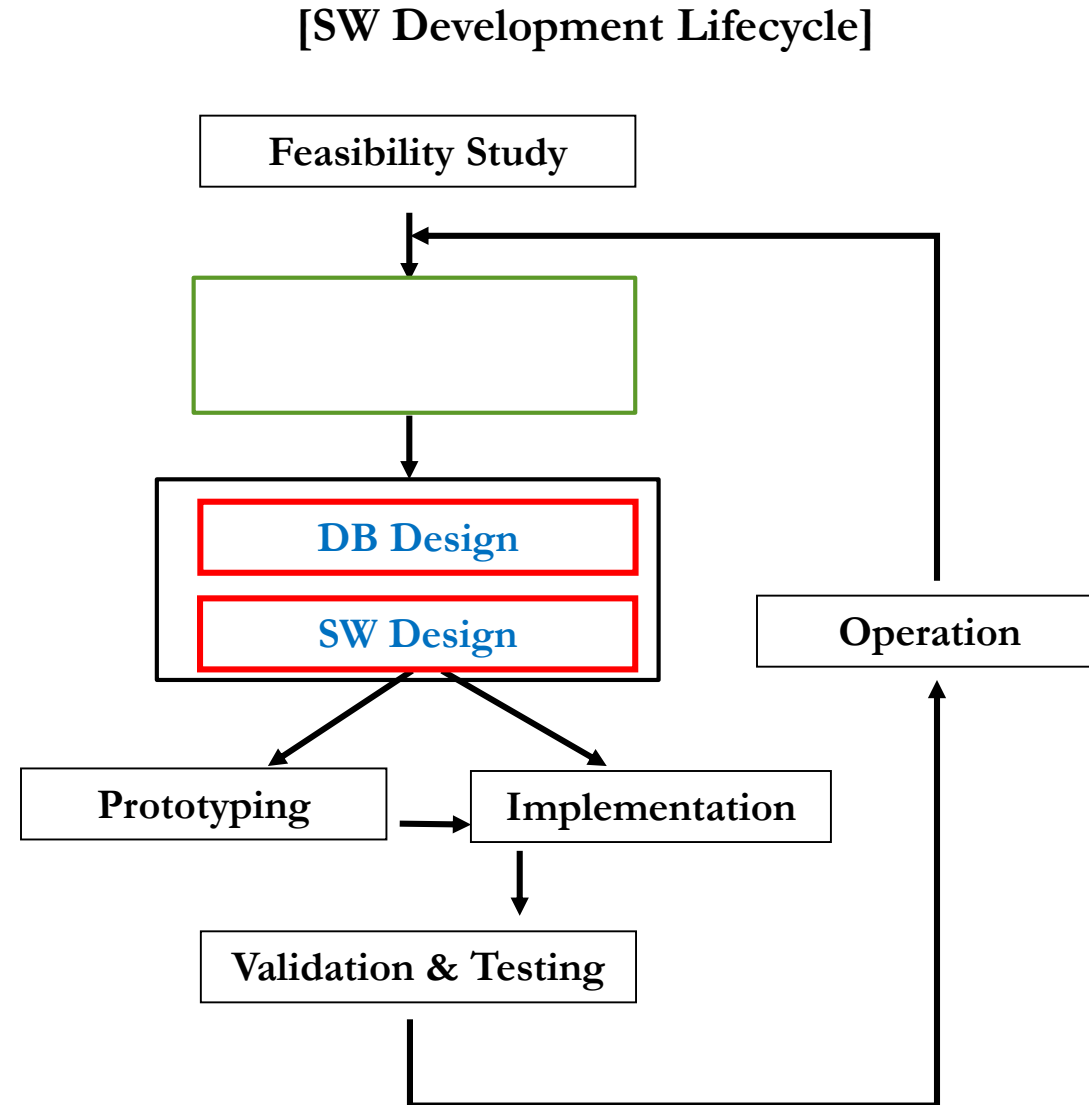 [SW Development Lifecycle]
Feasibility Study
DB Design
SW Design
Operation
Prototyping
Implementation
Validation & Testing